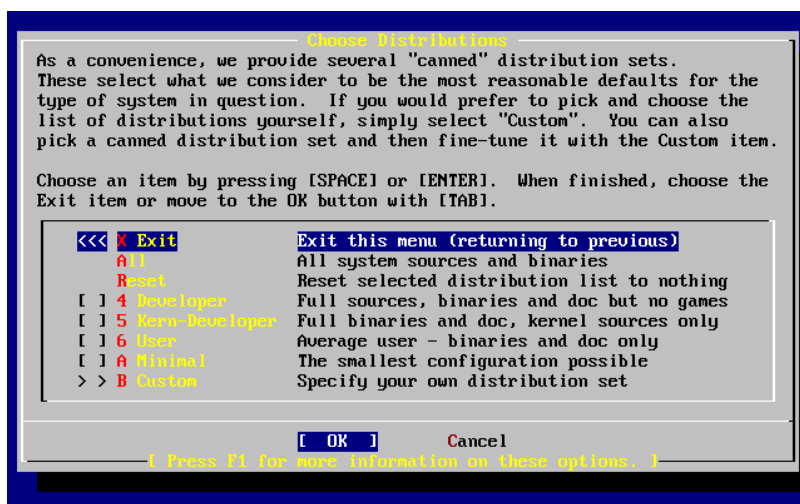 Choose Distributions
As a convenience, we provide several "canned" distribution sets.
These select what we consider to be the most reasonable defaults for the
type of system in question.  If you would prefer to pick and choose the
list of distributions yourself, simply select "Custom".  You can also
pick a canned distribution set and then fine-tune it with the Custom item.
Choose an item by pressing [SPACE] or [ENTER].  When finished, choose the
Exit item or move to the OK button with [TAB].
<<< X Exit Exit this menu (returning to previous)
All All system sources and binaries
Reset Reset selected distribution list to nothing
[ ] 4 Developer Full sources, binaries and doc but no games
[ ] 5 Kern-Developer Full binaries and doc, kernel sources only
[ ] 6 User Average user - binaries and doc only
[ ] A Minimal The smallest configuration possible
> > B Custom Specify your own distribution set
[ OK ] Cancel
[ Press F1 for more information on these options. ]